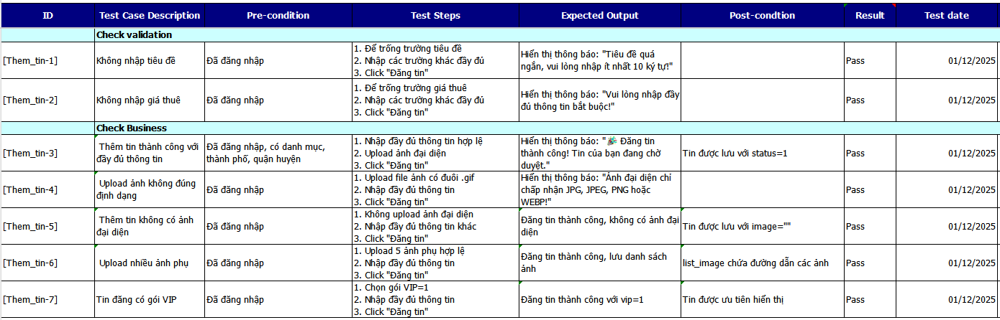 ID Test Case Description Pre-condition Test Steps Expected Output Post-condtion Result Test date
Check validation
[Them_tin-1]
Không nhập tiêu đề
Đã đăng nhập
1. Để trống trường tiêu đề
2. Nhập các trường khác đầy đủ
3. Click "Đăng tin"
Hiển thị thông báo: "Tiêu đề quá
ngắn, vui lòng nhập ít nhất 10 ký tự!"
Pass
01/12/2025
[Them_tin-2]
Không nhập giá thuê
Đã đăng nhập
1. Để trống trường giá thuê
2. Nhập các trường khác đầy đủ
3. Click "Đăng tin"
Hiển thị thông báo: "Vui lòng nhập đầy
đủ thông tin bắt buộc!"
Pass
01/12/2025
Check Business
[Them_tin-3]
Thêm tin thành công với
đầy đủ thông tin
Đã đăng nhập, có danh mục,
thành phố, quận huyện
1. Nhập đầy đủ thông tin hợp lệ
2. Upload ảnh đại diện
3. Click "Đăng tin"
Hiển thị thông báo: "🎉 Đăng tin
thành công! Tin của bạn đang chờ
duyệt."
Tin được lưu với status=1
Pass
01/12/2025
[Them_tin-4]
Upload ảnh không đúng
định dạng
Đã đăng nhập
1. Upload file ảnh có đuôi .gif
2. Nhập đầy đủ thông tin
3. Click "Đăng tin"
Hiển thị thông báo: "Ảnh đại diện chỉ
chấp nhận JPG, JPEG, PNG hoặc
WEBP!"
Pass
01/12/2025
[Them_tin-5]
Thêm tin không có ảnh
đại diện
Đã đăng nhập
1. Không upload ảnh đại diện
2. Nhập đầy đủ thông tin khác
3. Click "Đăng tin"
Đăng tin thành công, không có ảnh đại
diện
Tin được lưu với image=""
Pass
01/12/2025
[Them_tin-6]
Upload nhiều ảnh phụ
Đã đăng nhập
1. Upload 5 ảnh phụ hợp lệ
2. Nhập đầy đủ thông tin
3. Click "Đăng tin"
Đăng tin thành công, lưu danh sách
ảnh
list_image chứa đường dẫn các ảnh
Pass
01/12/2025
[Them_tin-7]
Tin đăng có gói VIP
Đã đăng nhập
1. Chọn gói VIP=1
2. Nhập đầy đủ thông tin
3. Click "Đăng tin"
Đăng tin thành công với vip=1
Tin được ưu tiên hiển thị
Pass
01/12/2025